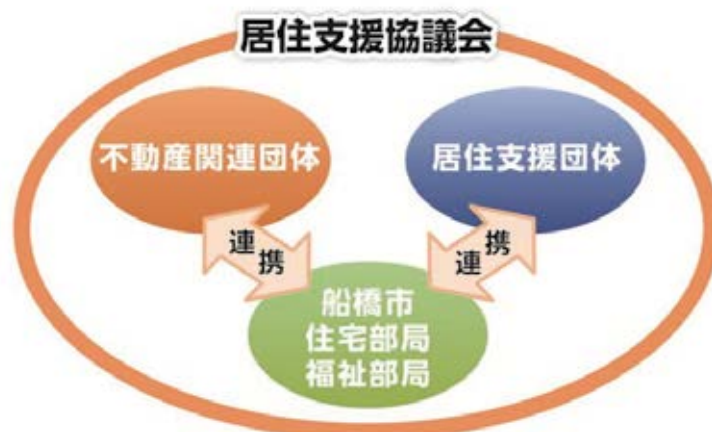 居住支援協議会
不動産関連団体
居住支援団体
連携
連携
船橋市
住宅部局
福祉部局